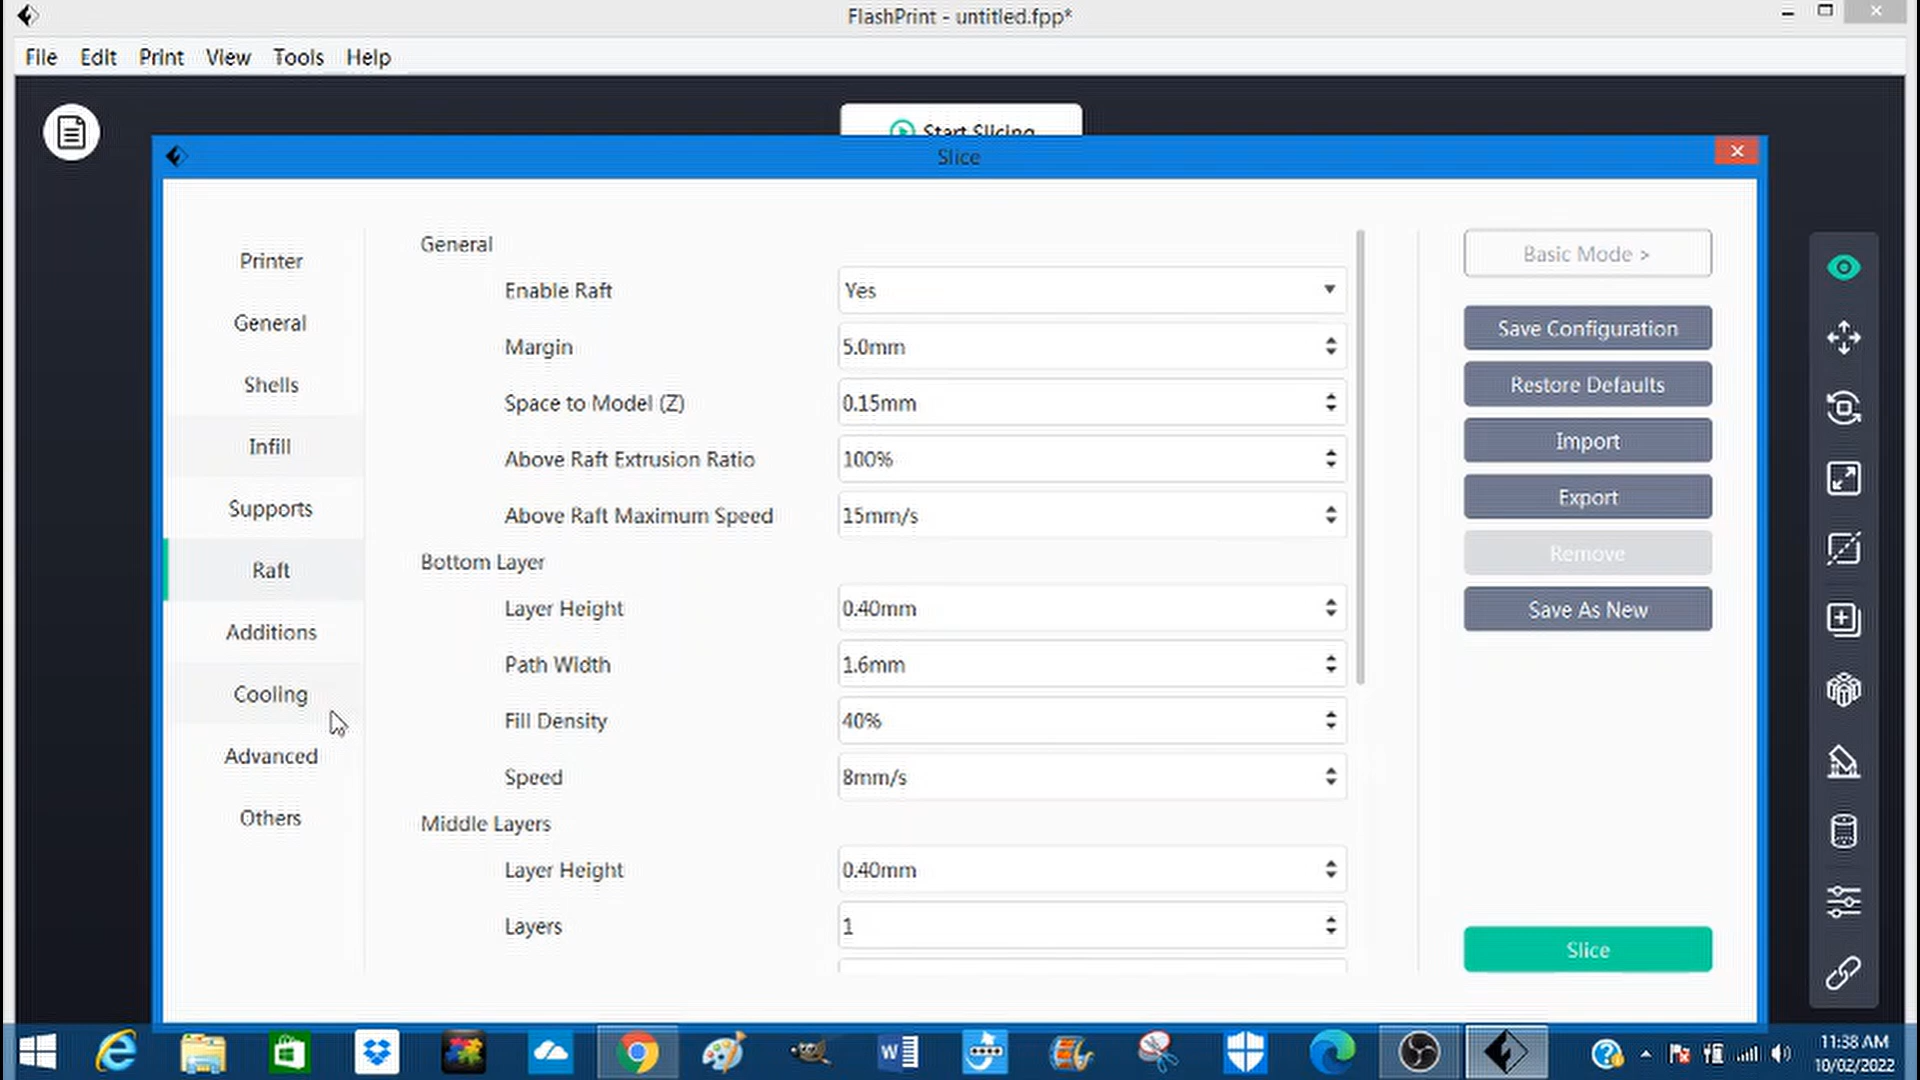 FlashPrint - untitled.fpp*
File Edit Print View Tools Help
Start Slicing
Slice
Printer
General
Shells
Infill
Supports
Raft
Additions
Cooling
Advanced
Others
General
Enable Raft Yes
Margin 5.0mm
Space to Model (Z) 0.15mm
Above Raft Extrusion Ratio 100%
Above Raft Maximum Speed 15mm/s
Bottom Layer
Layer Height 0.40mm
Path Width 1.6mm
Fill Density 40%
Speed 8mm/s
Middle Layers
Layer Height 0.40mm
Layers 1
Basic Mode >
Save Configuration
Restore Defaults
Import
Export
Remove
Save As New
Slice
11:38 AM
10/02/2022